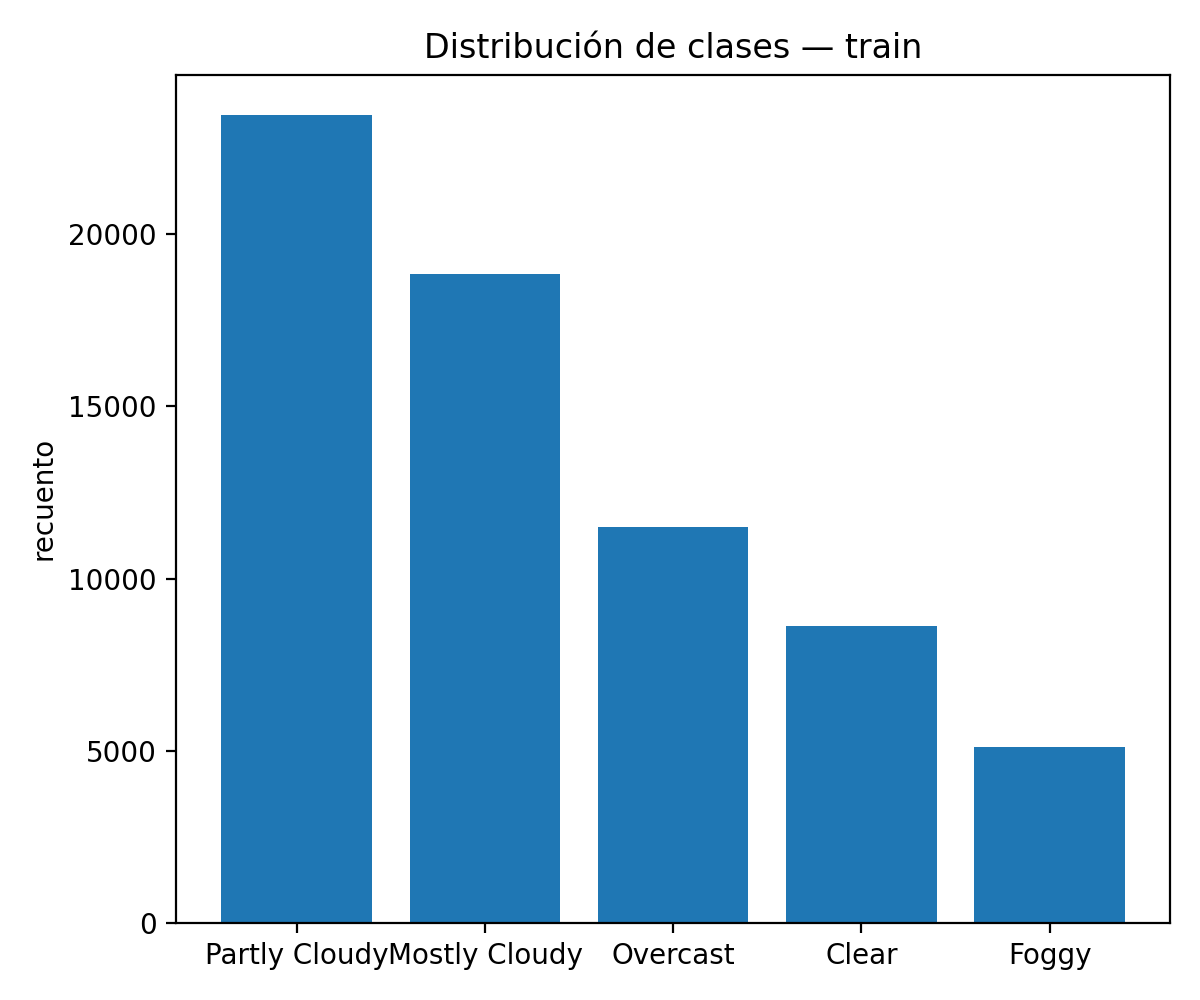 Distribución de clases — train
recuento
20000
15000
10000
5000
0
Partly Cloudy Mostly Cloudy Overcast Clear Foggy